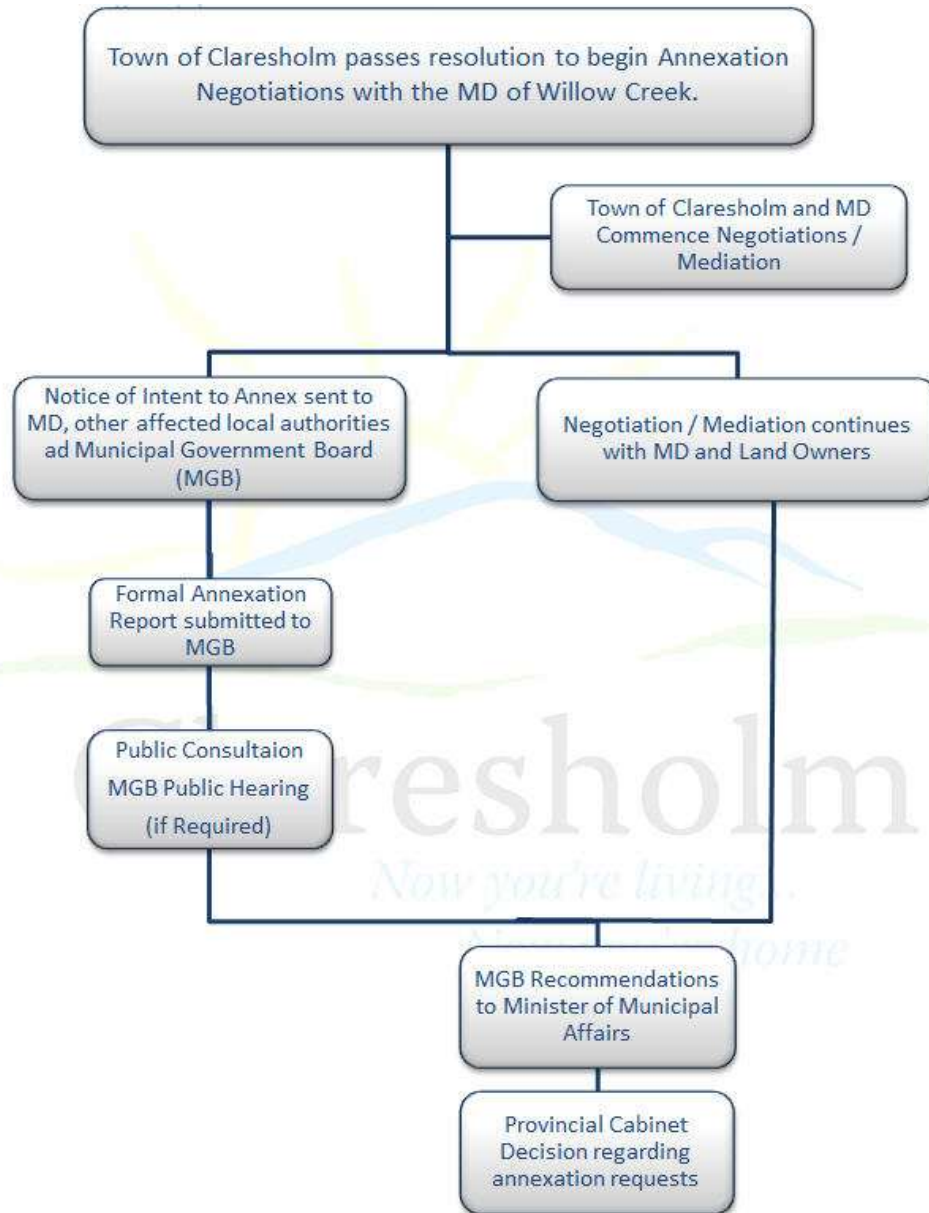 Town of Claresholm passes resolution to begin Annexation
Negotiations with the MD of Willow Creek.
Town of Claresholm and MD
Commence Negotiations /
Mediation
Notice of Intent to Annex sent to
MD, other affected local authorities
ad Municipal Government Board
(MGB)
Negotiation / Mediation continues
with MD and Land Owners
Formal Annexation
Report submitted to
MGB
Public Consultaion
MGB Public Hearing
(if Required)
resholm
Now you're living...
home
MGB Recommendations
to Minister of Municipal
Affairs
Provincial Cabinet
Decision regarding
annexation requests